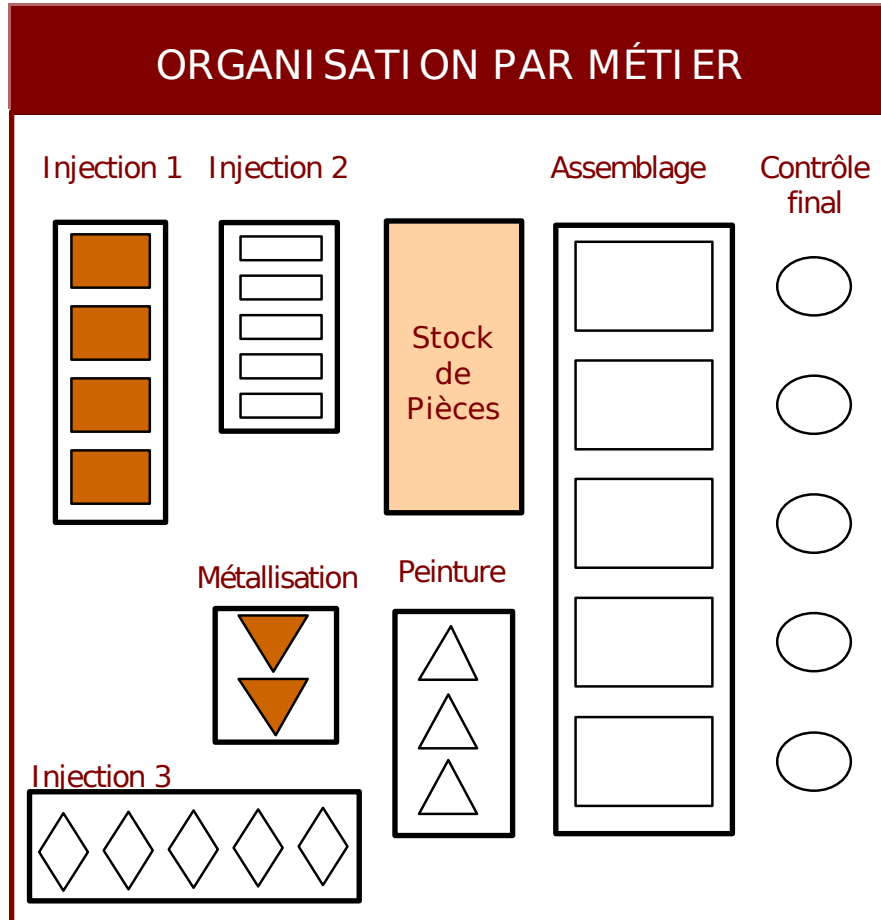 ORGANISATION PAR MÉTIER
Injection 1
Injection 2
Assemblage
Contrôle
final
Stock
de
Pièces
Métallisation
Peinture
Injection 3